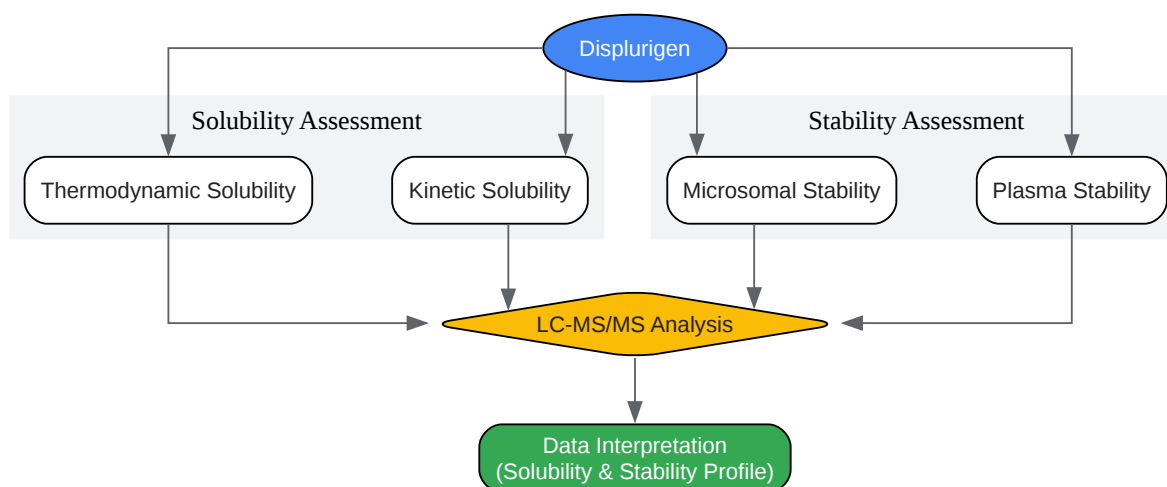 Displurigen
Solubility Assessment
Stability Assessment
Thermodynamic Solubility
Kinetic Solubility
Microsomal Stability
Plasma Stability
LC-MS/MS Analysis
Data Interpretation
(Solubility & Stability Profile)